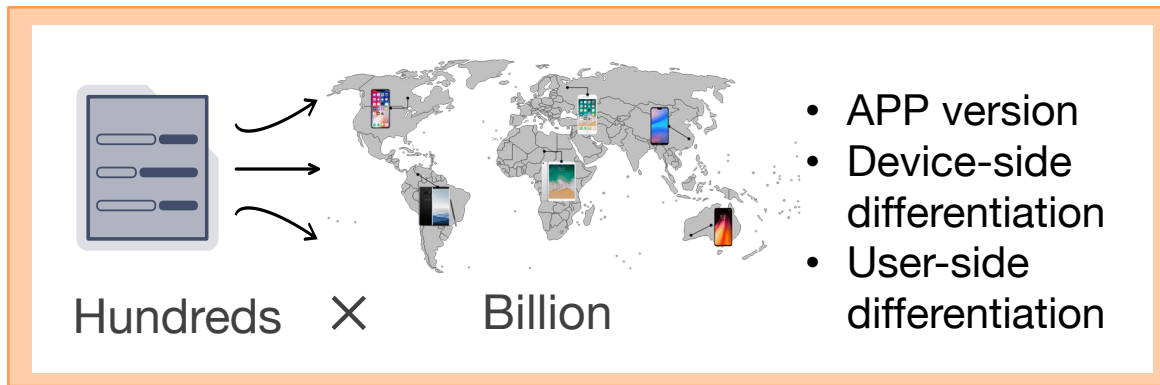 Hundreds × Billion
• APP version
• Device-side
differentiation
• User-side
differentiation